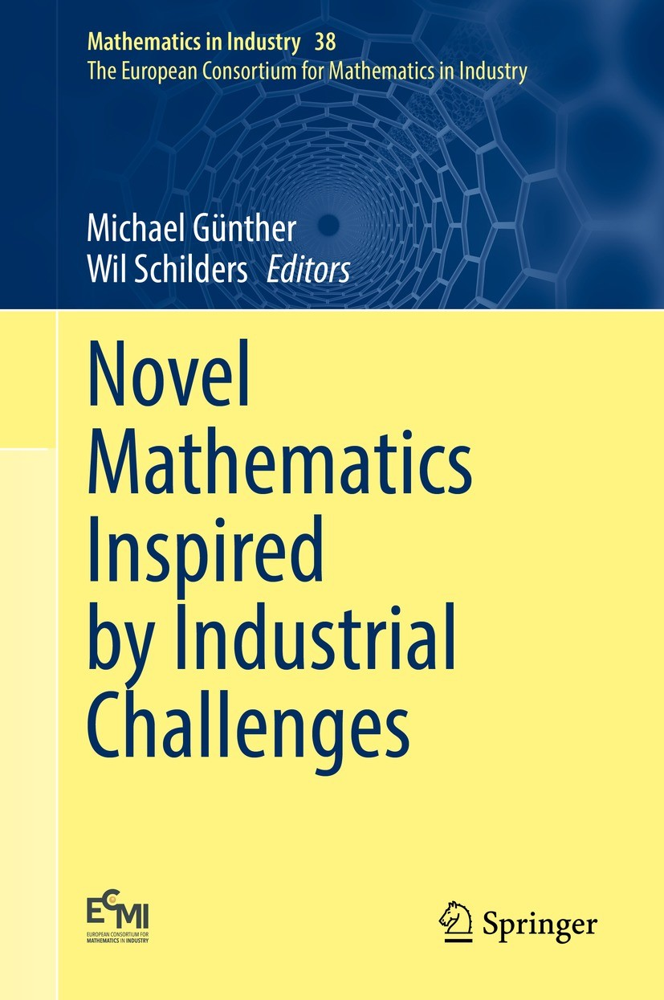 Mathematics in Industry 38
The European Consortium for Mathematics in Industry
Michael Günther
Wil Schilders Editors
Novel
Mathematics
Inspired
by Industrial
Challenges
ECMI
EUROPEAN CONSORTIUM FOR
MATHEMATICS IN INDUSTRY
Springer